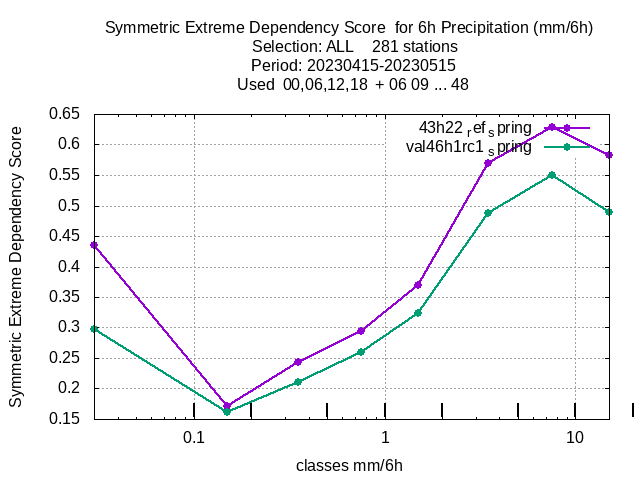 Symmetric Extreme Dependency Score  for 6h Precipitation (mm/6h)
Selection: ALL    281 stations
Period: 20230415-20230515
Used  00,06,12,18  + 06 09 ... 48
43h22 ref spring
val46h1rc1 spring
Symmetric Extreme Dependency Score
0.65
0.6
0.55
0.5
0.45
0.4
0.35
0.3
0.25
0.2
0.15
0.1
1
10
classes mm/6h